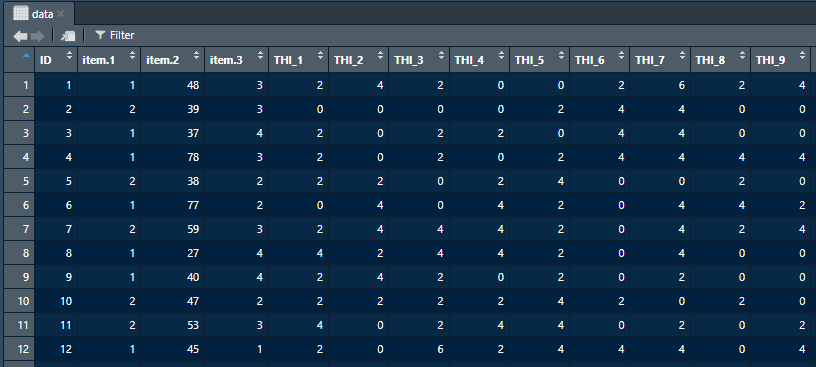 data
Filter
ID item.1 item.2 item.3 THI_1 THI_2 THI_3 THI_4 THI_5 THI_6 THI_7 THI_8 THI_9
1 1 1 48 3 2 4 2 0 0 2 6 2 4
2 2 2 39 3 0 0 0 0 2 4 4 0 0
3 3 1 37 4 2 0 2 2 0 4 4 0 0
4 4 1 78 3 2 0 2 0 2 4 4 4 4
5 5 2 38 2 2 2 0 2 4 0 0 2 0
6 6 1 77 2 0 4 0 4 2 0 4 4 2
7 7 2 59 3 2 4 4 4 2 0 4 2 4
8 8 1 27 4 4 2 4 4 2 0 4 0 0
9 9 1 40 4 2 4 2 0 2 0 2 0 0
10 10 2 47 2 2 2 2 2 4 2 0 2 0
11 11 2 53 3 4 0 2 4 4 0 2 0 2
12 12 1 45 1 2 0 6 2 4 4 4 0 4